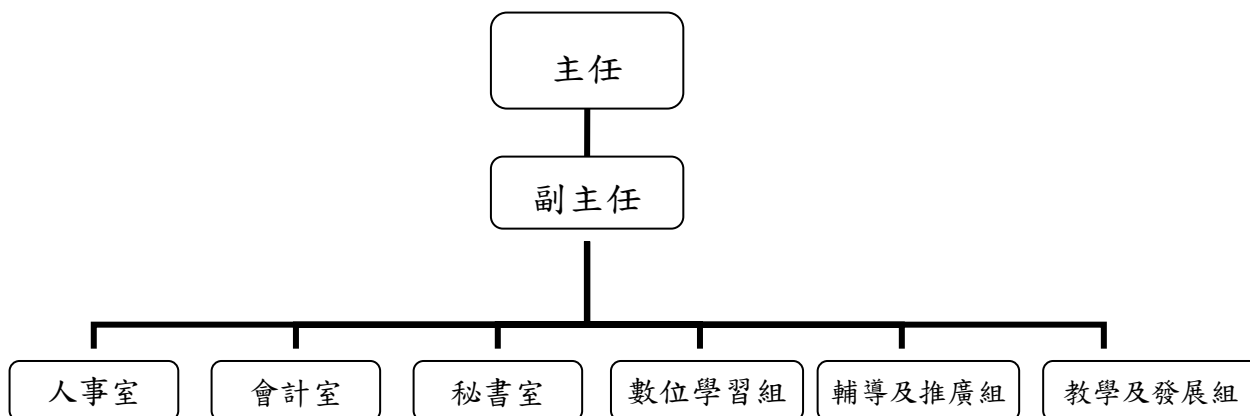 主任
副主任
人事室
會計室
秘書室
數位學習組
輔導及推廣組
教學及發展組